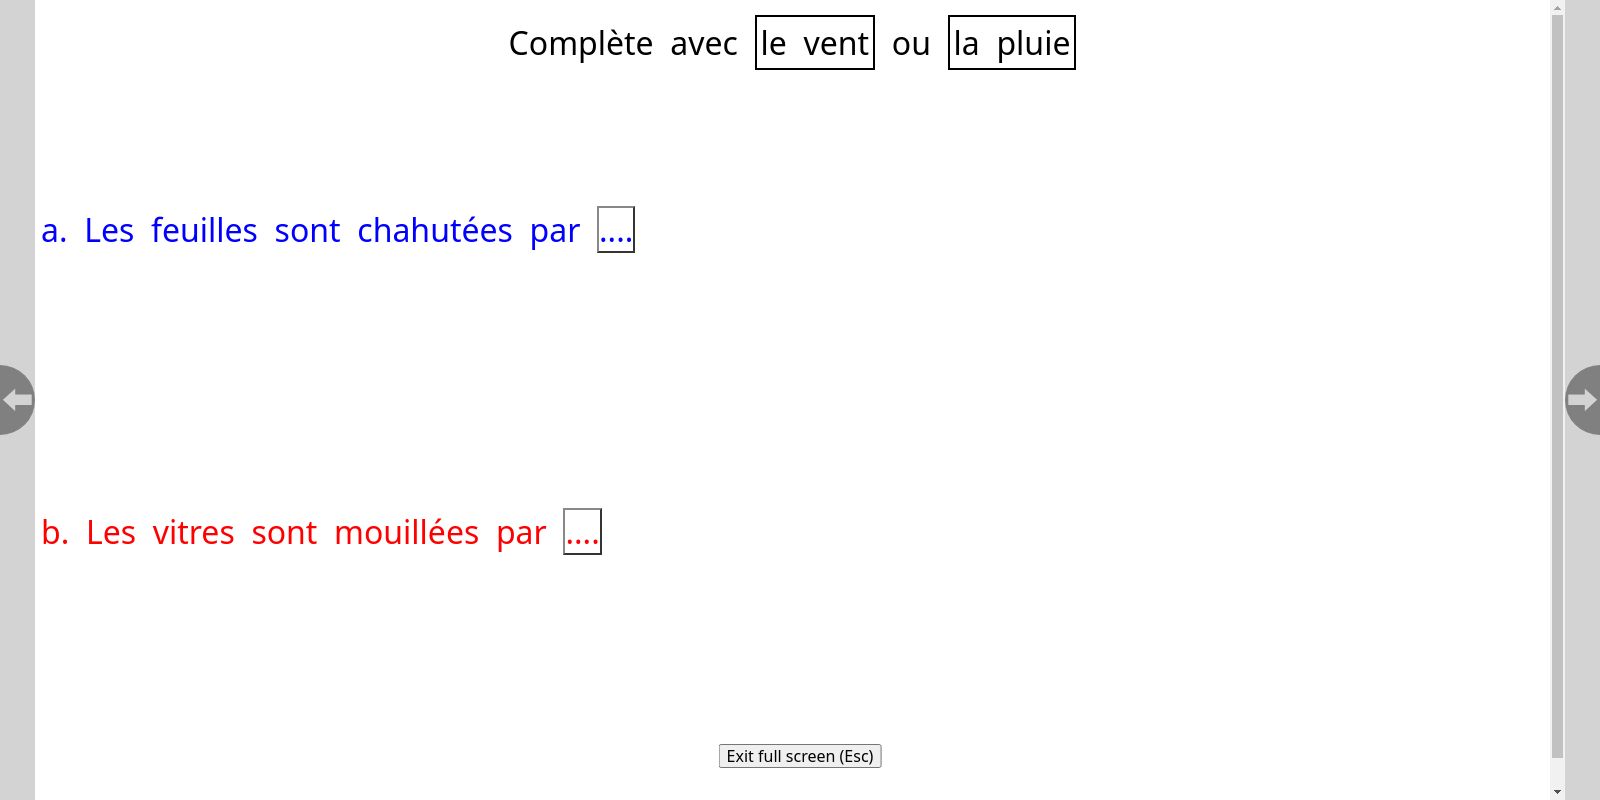 Complète avec le vent ou la pluie
a. Les feuilles sont chahutées par ....
b. Les vitres sont mouillées par ....
Exit full screen (Esc)